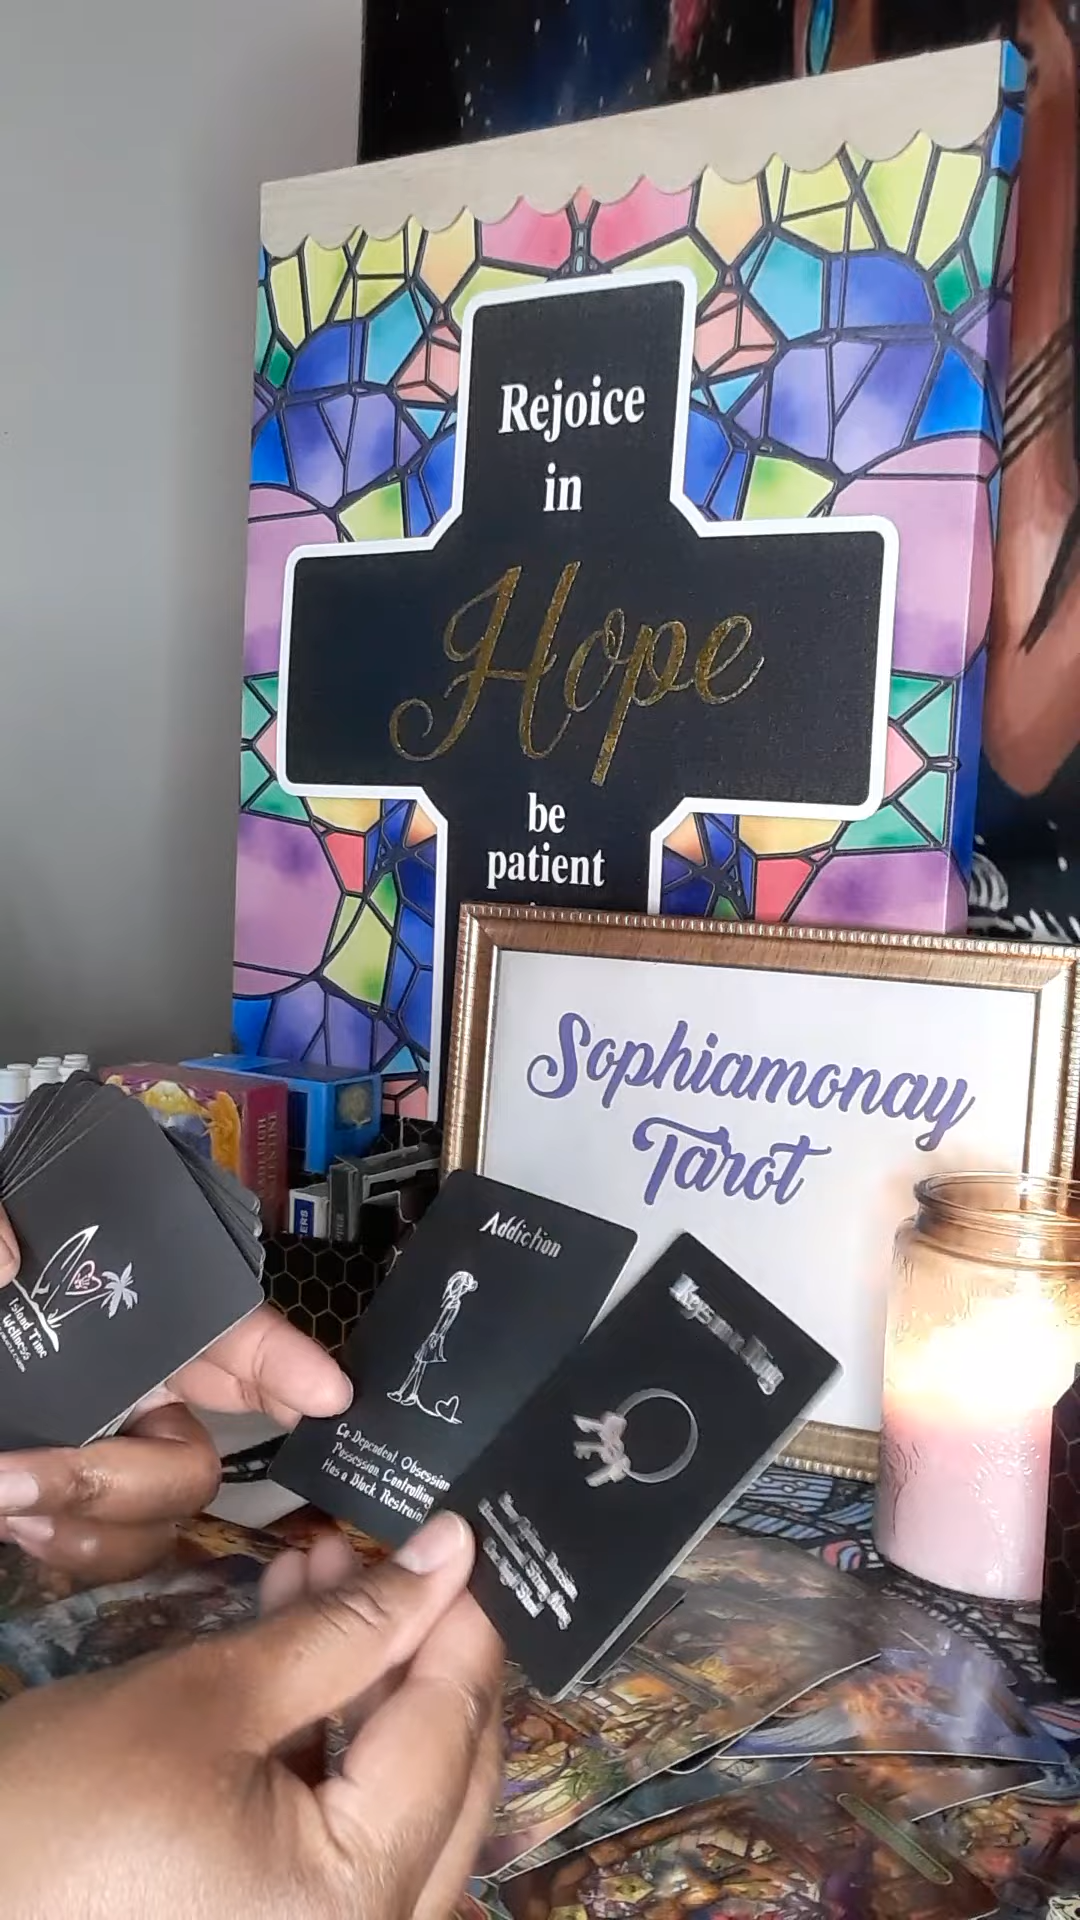 Rejoice
in
Hope
be
patient
Sophiamonay
Tarot
Addiction
Co-Dependent, Obsession
Possession, Controlling
Has a Block, Restrain
Island Time
Wellness